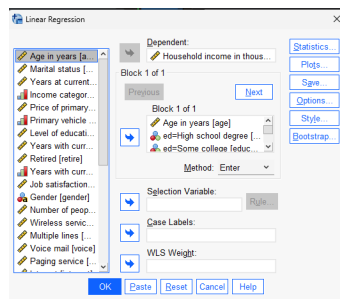 Linear Regression
Age in years [a...
Marital status [...
Years at current...
Income categor...
Price of primary...
Primary vehicle ...
Level of educati...
Years with curr...
Retired [retire]
Years with curr...
Job satisfaction...
Gender [gender]
Number of peop...
Wireless servic...
Multiple lines [...
Voice mail [voice]
Paging service [...
Dependent:
Household income in thous...
Block 1 of 1
Previous
Next
Block 1 of 1
Age in years [age]
ed=High school degree [...
ed=Some college [educ...
Method:
Enter
Selection Variable:
Rule...
Case Labels:
WLS Weight:
Statistics...
Plots...
Save...
Options...
Style...
Bootstrap...
OK
Paste
Reset
Cancel
Help